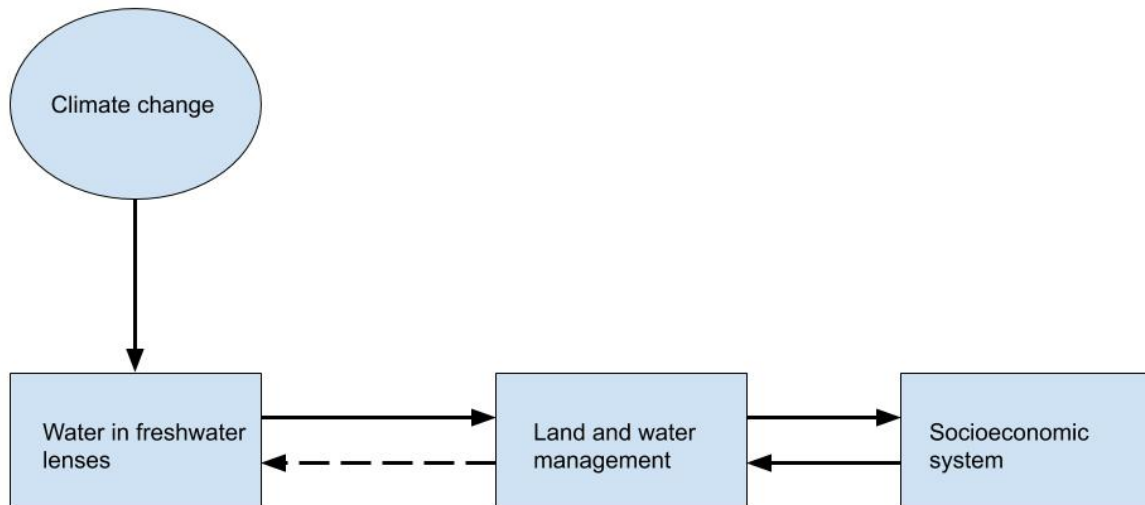 Climate change
Water in freshwater
lenses
Land and water
management
Socioeconomic
system